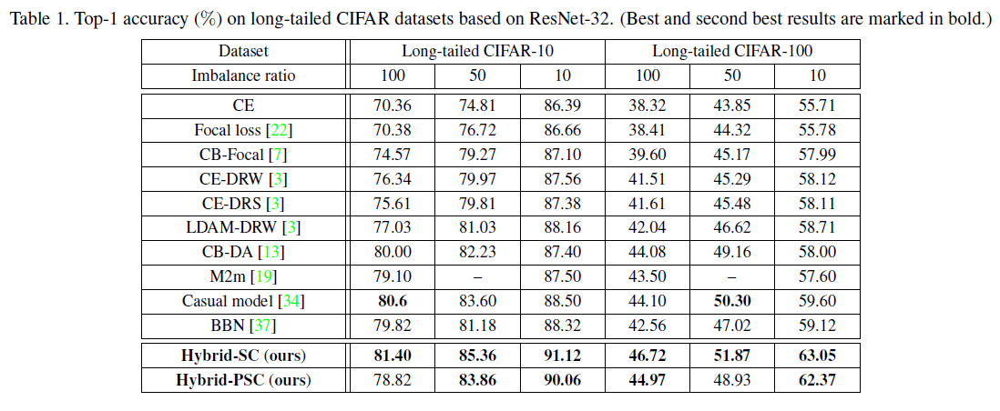 Table 1. Top-1 accuracy (%) on long-tailed CIFAR datasets based on ResNet-32. (Best and second best results are marked in bold.)
Dataset Long-tailed CIFAR-10 Long-tailed CIFAR-100
Imbalance ratio 100 50 10 100 50 10
CE 70.36 74.81 86.39 38.32 43.85 55.71
Focal loss [22] 70.38 76.72 86.66 38.41 44.32 55.78
CB-Focal [7] 74.57 79.27 87.10 39.60 45.17 57.99
CE-DRW [3] 76.34 79.97 87.56 41.51 45.29 58.12
CE-DRS [3] 75.61 79.81 87.38 41.61 45.48 58.11
LDAM-DRW [3] 77.03 81.03 88.16 42.04 46.62 58.71
CB-DA [13] 80.00 82.23 87.40 44.08 49.16 58.00
M2m [19] 79.10 – 87.50 43.50 – 57.60
Casual model [34] 80.6 83.60 88.50 44.10 50.30 59.60
BBN [37] 79.82 81.18 88.32 42.56 47.02 59.12
Hybrid-SC (ours) 81.40 85.36 91.12 46.72 51.87 63.05
Hybrid-PSC (ours) 78.82 83.86 90.06 44.97 48.93 62.37